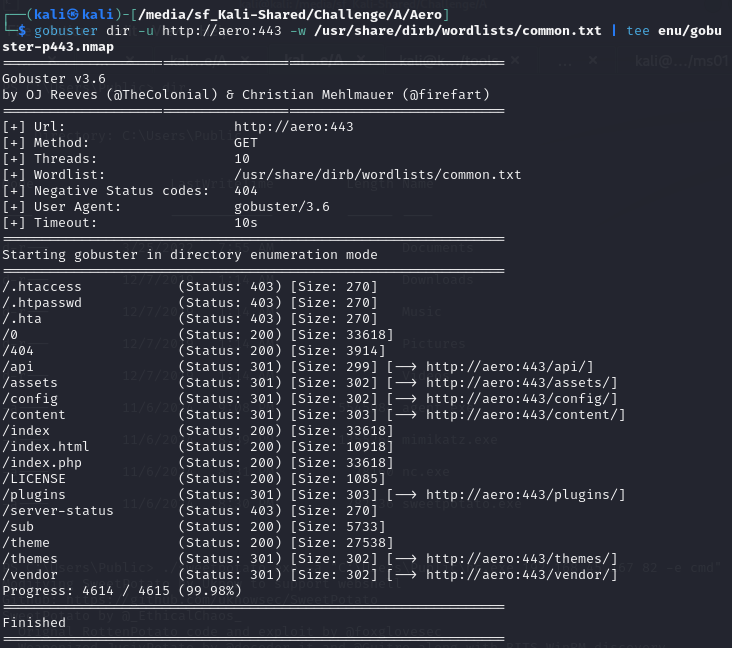 ┌──(kali㉿kali)-[/media/sf_Kali-Shared/Challenge/A/Aero]
└─$ gobuster dir -u http://aero:443 -w /usr/share/dirb/wordlists/common.txt | tee enu/gobu
ster-p443.nmap
===============================================================
Gobuster v3.6
by OJ Reeves (@TheColonial) & Christian Mehlmauer (@firefart)
===============================================================
[+] Url:                     http://aero:443
[+] Method:                  GET
[+] Threads:                 10
[+] Wordlist:                /usr/share/dirb/wordlists/common.txt
[+] Negative Status codes:   404
[+] User Agent:              gobuster/3.6
[+] Timeout:                 10s
===============================================================
Starting gobuster in directory enumeration mode
===============================================================
/.htaccess            (Status: 403) [Size: 270]
/.htpasswd            (Status: 403) [Size: 270]
/.hta                 (Status: 403) [Size: 270]
/0                    (Status: 200) [Size: 33618]
/404                  (Status: 200) [Size: 3914]
/api                  (Status: 301) [Size: 299] [--> http://aero:443/api/]
/assets               (Status: 301) [Size: 302] [--> http://aero:443/assets/]
/config               (Status: 301) [Size: 302] [--> http://aero:443/config/]
/content              (Status: 301) [Size: 303] [--> http://aero:443/content/]
/index                (Status: 200) [Size: 33618]
/index.html           (Status: 200) [Size: 10918]
/index.php            (Status: 200) [Size: 33618]
/LICENSE              (Status: 200) [Size: 1085]
/plugins              (Status: 301) [Size: 303] [--> http://aero:443/plugins/]
/server-status        (Status: 403) [Size: 270]
/sub                  (Status: 200) [Size: 5733]
/theme                (Status: 200) [Size: 27538]
/themes               (Status: 301) [Size: 302] [--> http://aero:443/themes/]
/vendor               (Status: 301) [Size: 302] [--> http://aero:443/vendor/]
Progress: 4614 / 4615 (99.98%)
===============================================================
Finished
===============================================================